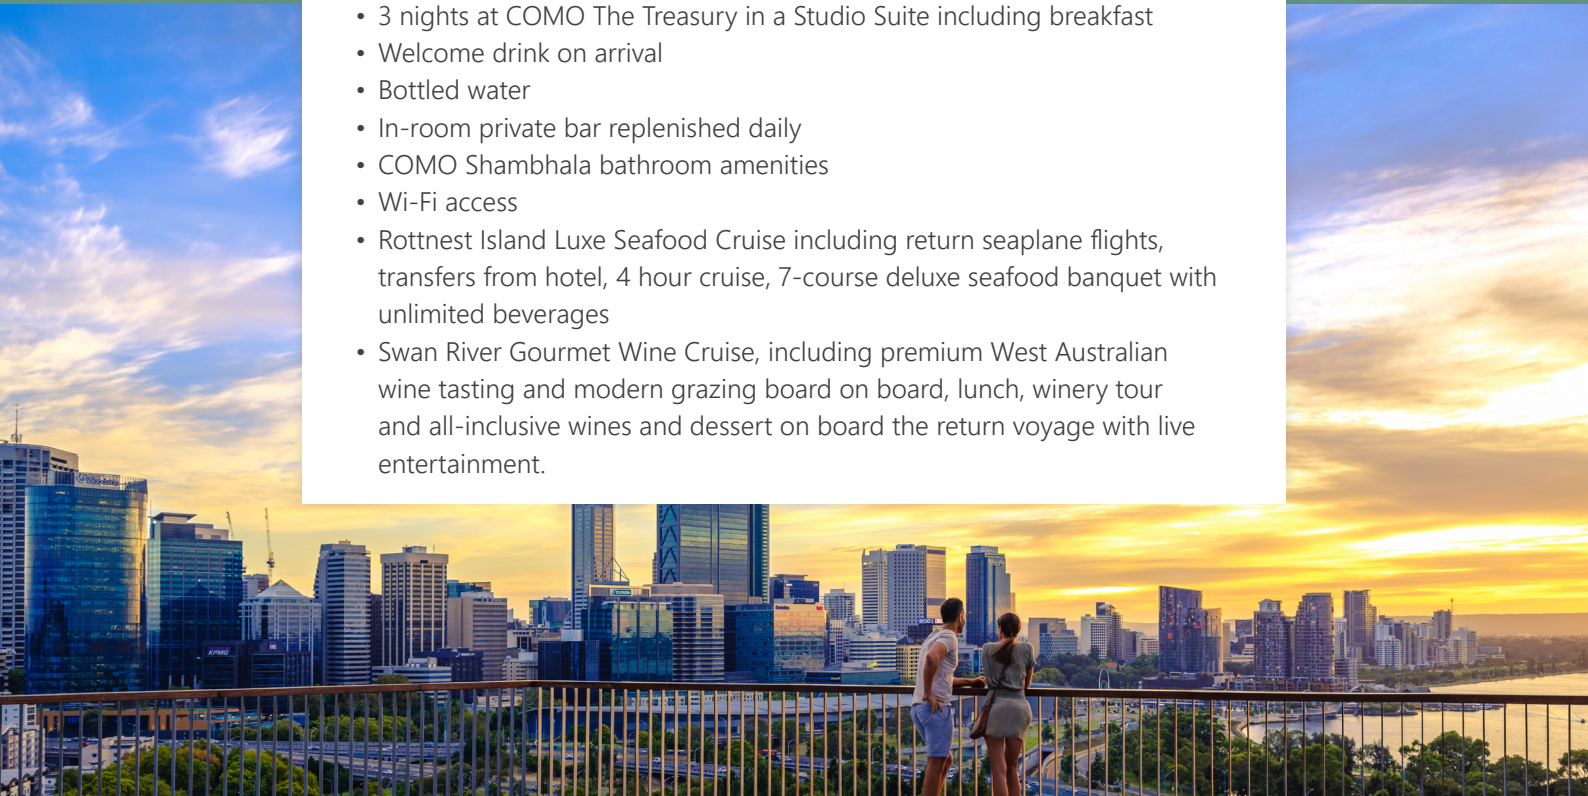 • 3 nights at COMO The Treasury in a Studio Suite including breakfast
• Welcome drink on arrival
• Bottled water
• In-room private bar replenished daily
• COMO Shambhala bathroom amenities
• Wi-Fi access
• Rottnest Island Luxe Seafood Cruise including return seaplane flights,
transfers from hotel, 4 hour cruise, 7-course deluxe seafood banquet with
unlimited beverages
• Swan River Gourmet Wine Cruise, including premium West Australian
wine tasting and modern grazing board on board, lunch, winery tour
and all-inclusive wines and dessert on board the return voyage with live
entertainment.
KPMG
Deloitte